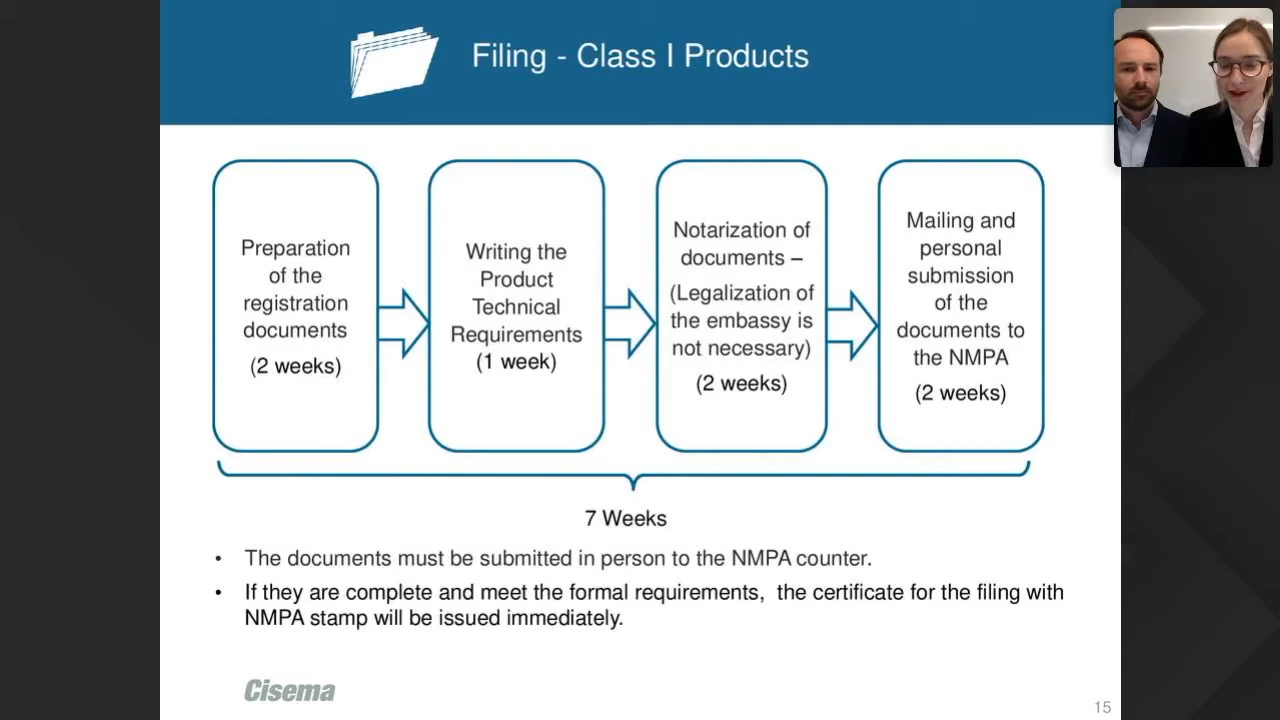 Filing - Class I Products
Preparation
of the
registration
documents
(2 weeks)
Writing the
Product
Technical
Requirements
(1 week)
Notarization of
documents –
(Legalization of
the embassy is
not necessary)
(2 weeks)
Mailing and
personal
submission
of the
documents to
the NMPA
(2 weeks)
7 Weeks
• The documents must be submitted in person to the NMPA counter.
• If they are complete and meet the formal requirements, the certificate for the filing with
NMPA stamp will be issued immediately.
Cisema
15